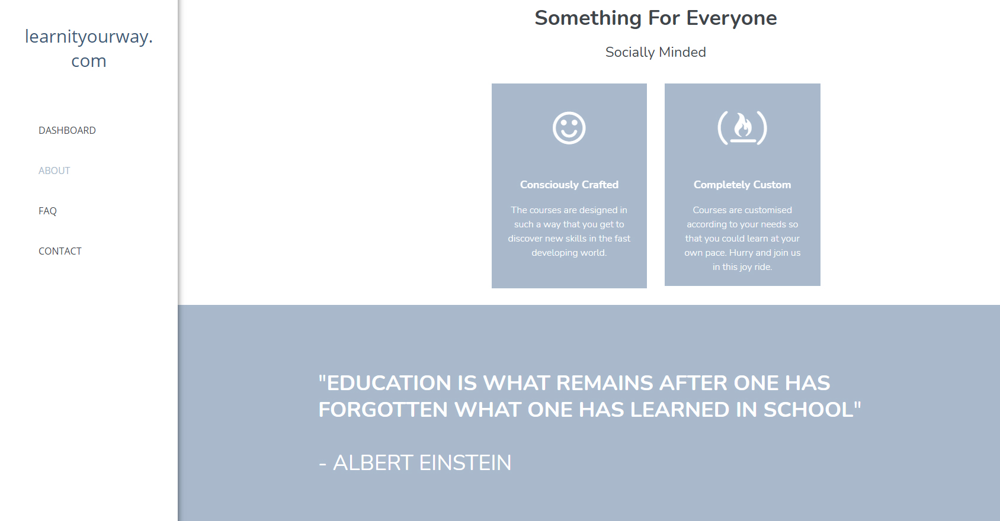 learnityourway.
com
DASHBOARD
ABOUT
FAQ
CONTACT
Something For Everyone
Socially Minded
Consciously Crafted
The courses are designed in
such a way that you get to
discover new skills in the fast
developing world.
Completely Custom
Courses are customised
according to your needs so
that you could learn at your
own pace. Hurry and join us
in this joy ride.
"EDUCATION IS WHAT REMAINS AFTER ONE HAS
FORGOTTEN WHAT ONE HAS LEARNED IN SCHOOL"
- ALBERT EINSTEIN